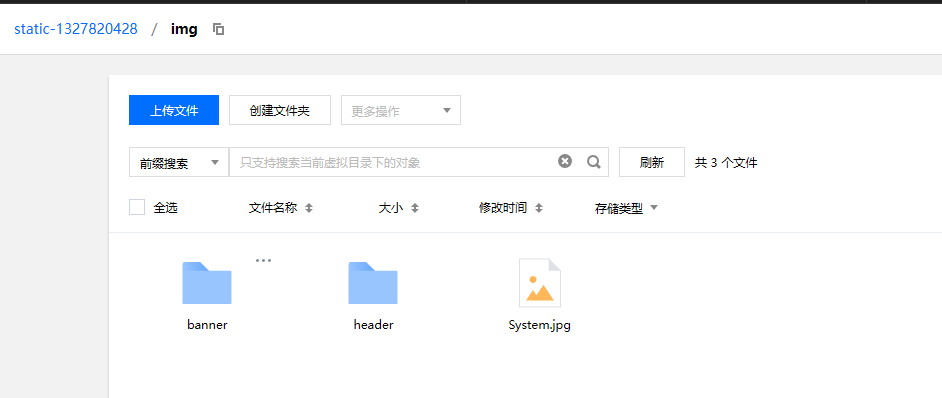 static-1327820428 / img
上传文件 创建文件夹 更多操作
前缀搜索 只支持搜索当前虚拟目录下的对象 刷新 共 3 个文件
全选 文件名称 大小 修改时间 存储类型
banner header System.jpg